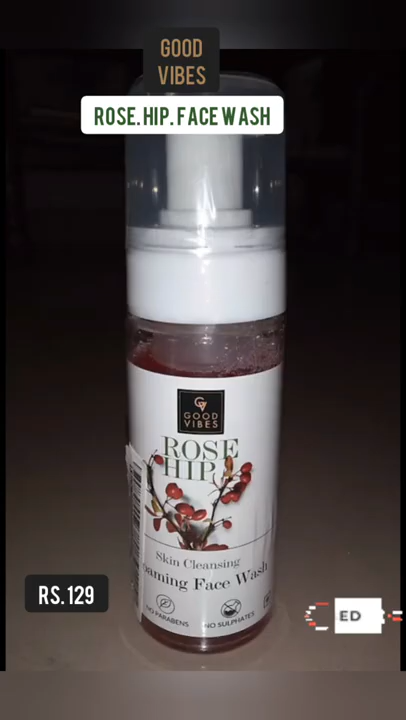 GOOD
VIBES
ROSE.HIP.FACE WASH
GV
GOOD
VIBES
ROSE
HIP
Skin Cleansing
oaming Face Wash
NO PARABENS
NO SULPHATES
RS.129
ED